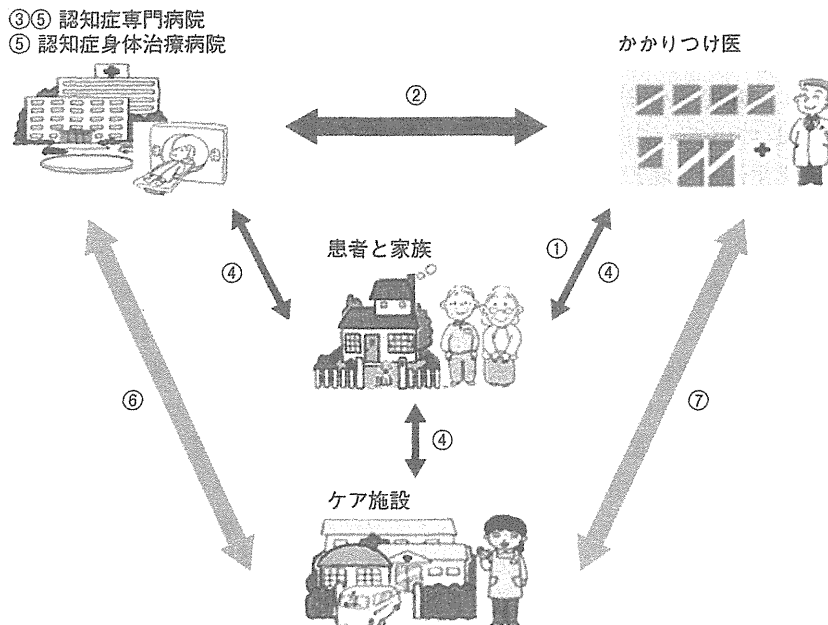 ③⑤ 認知症専門病院
⑤ 認知症身体治療病院
かかりつけ医
②
④
患者と家族
①
④
⑥
④
⑦
ケア施設